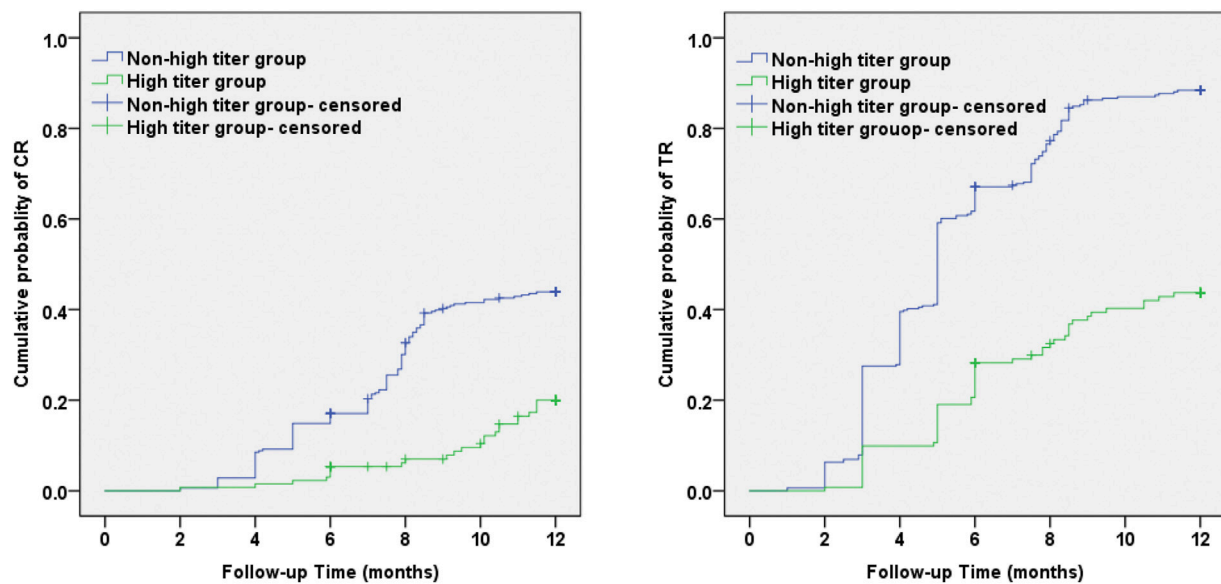 1.0
Non-high titer group
High titer group
Non-high titer group- censored
High titer group- censored
0.8
0.6
0.4
0.2
0.0
Cumulative probablity of CR
0 2 4 6 8 10 12
Follow-up Time (months)
1.0
Non-high titer group
High titer group
Non-high titer group- censored
High titer grouop- censored
0.8
0.6
0.4
0.2
0.0
Cumulative probablity of TR
0 2 4 6 8 10 12
Follow-up Time (months)